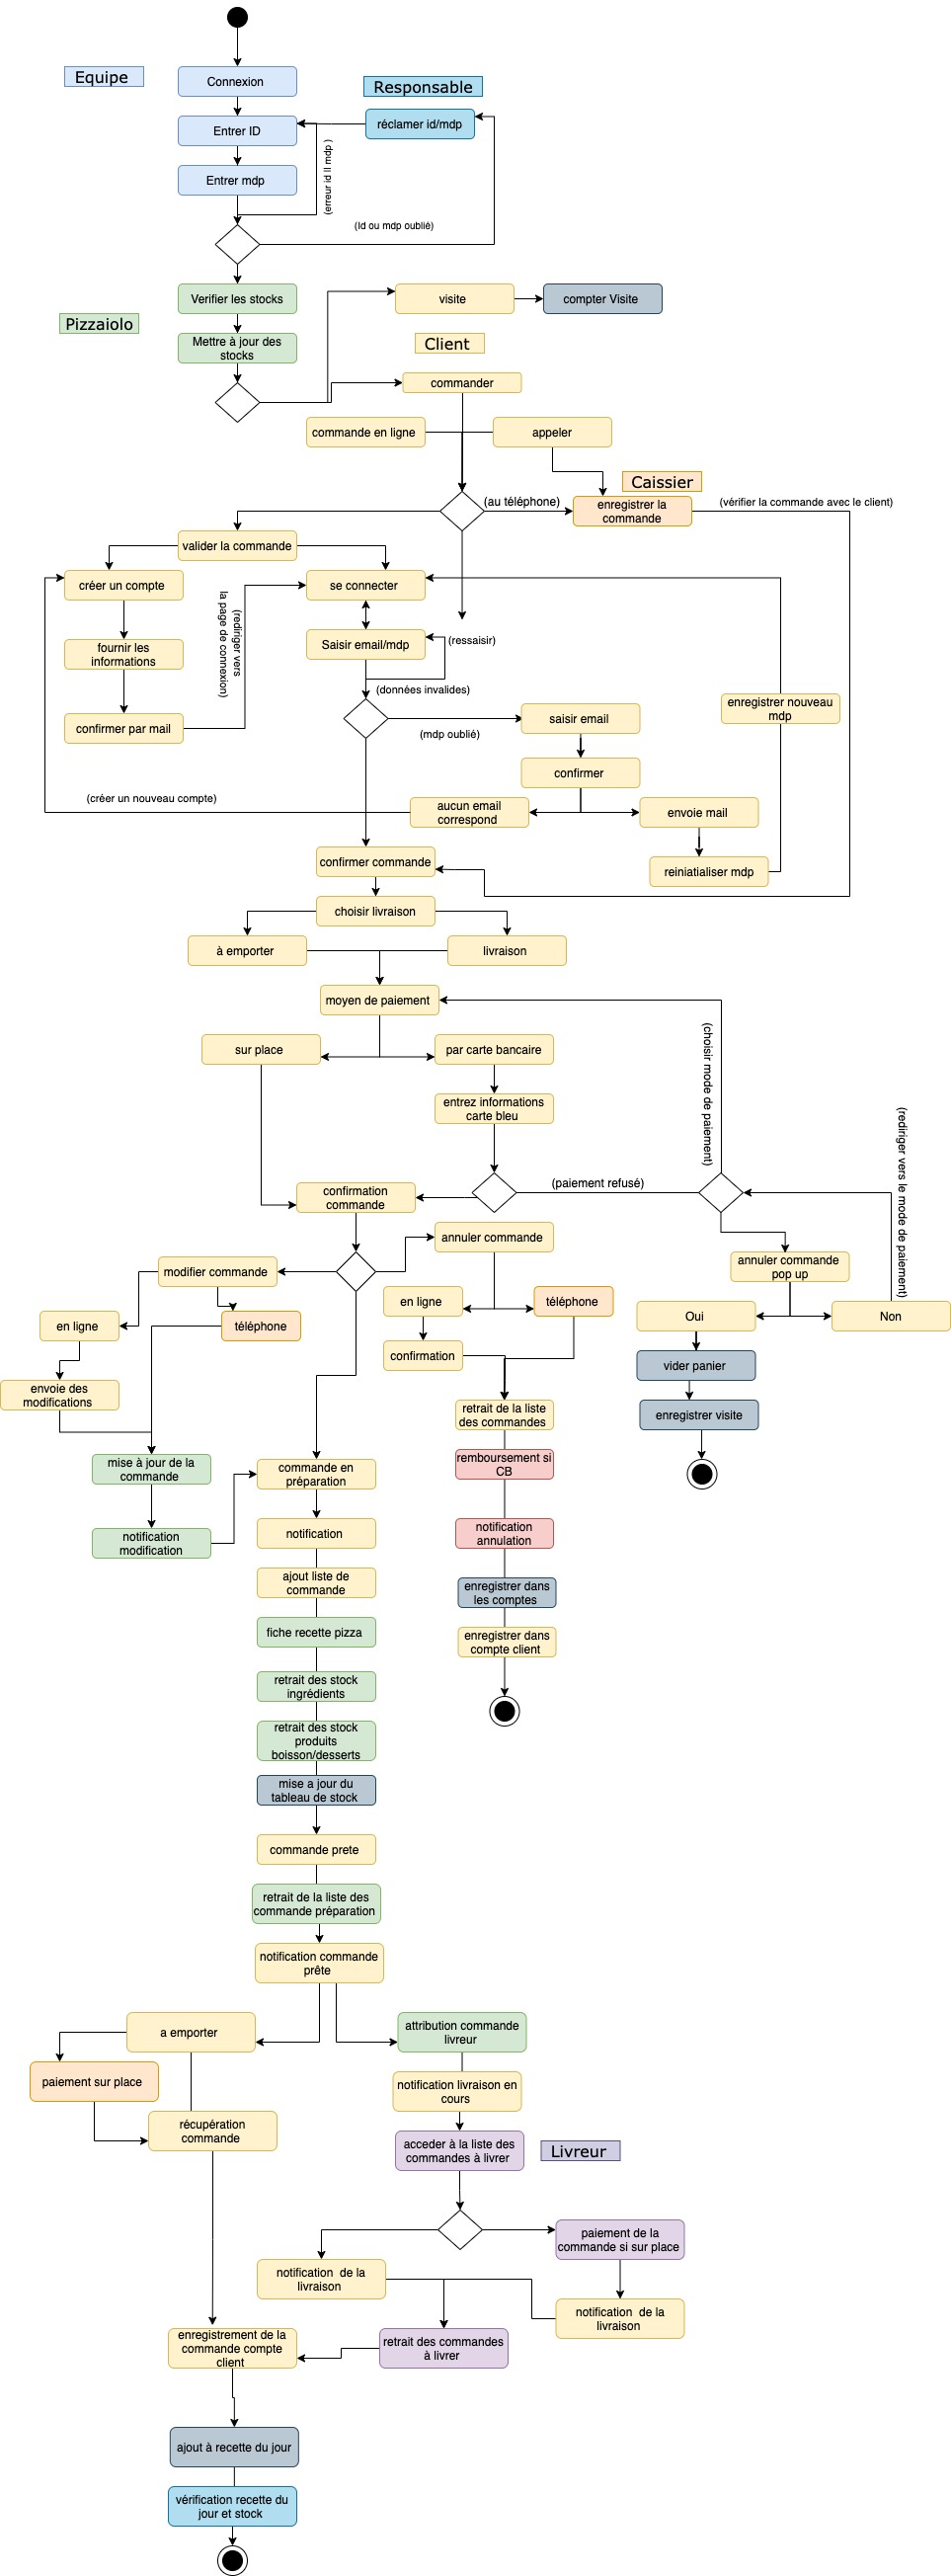 Equipe
Connexion
Responsable
Entrer ID
réclamer id/mdp
(erreur id II mdp )
Entrer mdp
(Id ou mdp oublié)
Verifier les stocks
visite
compter Visite
Pizzaiolo
Mettre à jour des
stocks
Client
commander
commande en ligne
appeler
Caissier
(au téléphone)
enregistrer la
commande
(vérifier la commande avec le client)
valider la commande
créer un compte
se connecter
(rediriger vers
la page de connexion)
fournir les
informations
Saisir email/mdp
(ressaisir)
(données invalides)
confirmer par mail
saisir email
enregistrer nouveau
mdp
(mdp oublié)
confirmer
(créer un nouveau compte)
aucun email
correspond
envoie mail
confirmer commande
reiniatialiser mdp
choisir livraison
à emporter
livraison
moyen de paiement
(choisir mode de paiement)
sur place
par carte bancaire
entrez informations
carte bleu
(rediriger vers le mode de paiement)
confirmation
commande
(paiement refusé)
annuler commande
modifier commande
annuler commande
pop up
en ligne
téléphone
en ligne
téléphone
Oui
Non
confirmation
vider panier
envoie des
modifications
retrait de la liste
des commandes
enregistrer visite
mise à jour de la
commande
commande en
préparation
remboursement si
CB
notification
modification
notification
notification
annulation
ajout liste de
commande
enregistrer dans
les comptes
fiche recette pizza
enregistrer dans
compte client
retrait des stock
ingrédients
retrait des stock
produits
boisson/desserts
mise a jour du
tableau de stock
commande prete
retrait de la liste des
commande préparation
notification commande
prête
a emporter
attribution commande
livreur
paiement sur place
notification livraison en
cours
récupération
commande
acceder à la liste des
commandes à livrer
Livreur
paiement de la
commande si sur place
notification  de la
livraison
notification  de la
livraison
enregistrement de la
commande compte
client
retrait des commandes
à livrer
ajout à recette du jour
vérification recette du
jour et stock